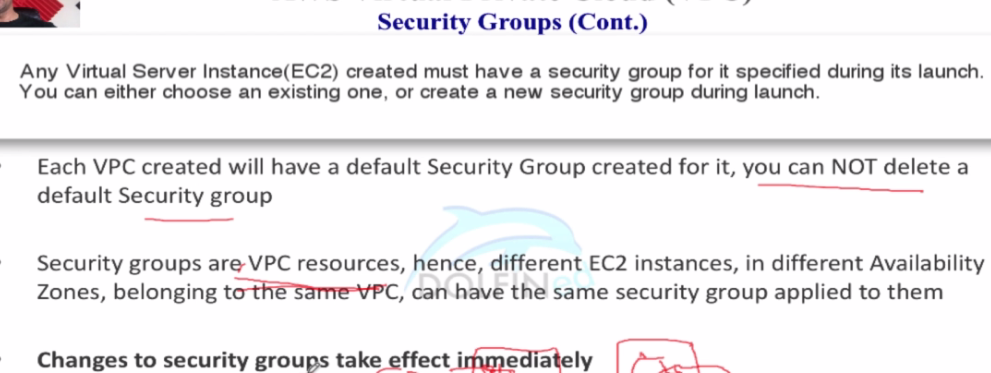 Security Groups (Cont.)
Any Virtual Server Instance(EC2) created must have a security group for it specified during its launch.
You can either choose an existing one, or create a new security group during launch.
Each VPC created will have a default Security Group created for it, you can NOT delete a
default Security group
Security groups are VPC resources, hence, different EC2 instances, in different Availability
Zones, belonging to the same VPC, can have the same security group applied to them
Changes to security groups take effect immediately